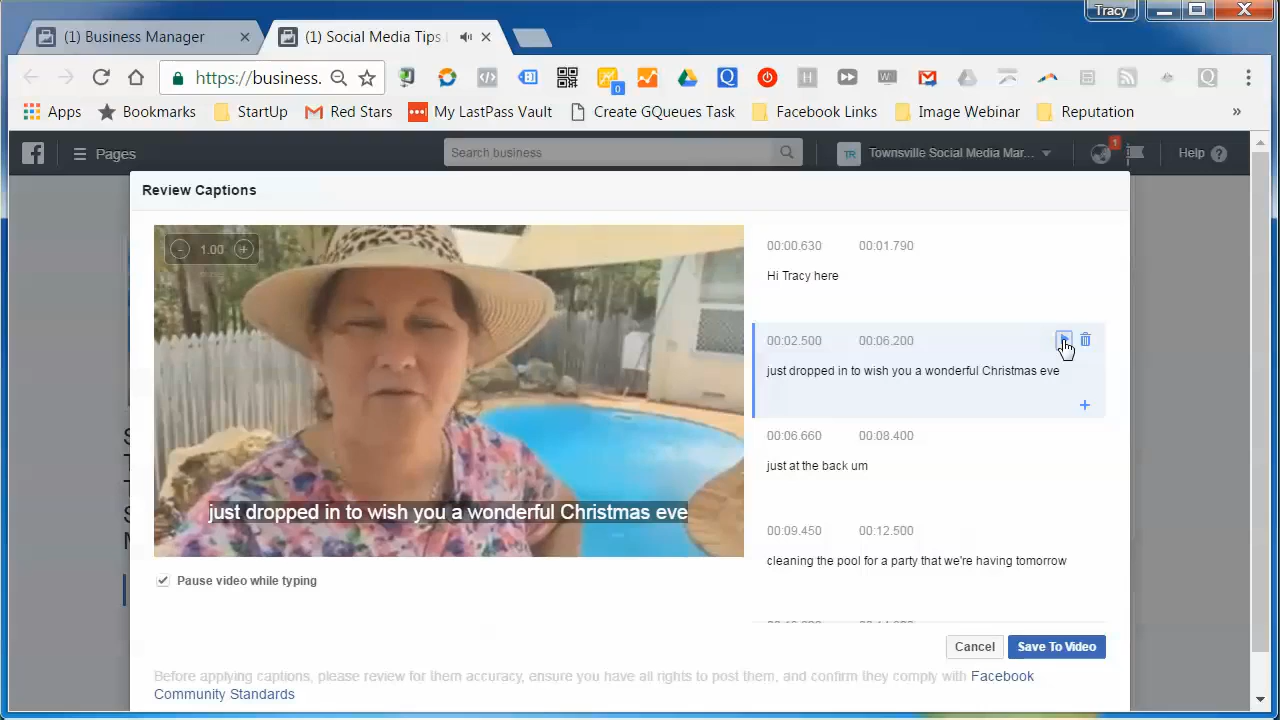 Tracy
(1) Business Manager
(1) Social Media Tips
https://business.
0
Apps
Bookmarks
StartUp
Red Stars
My LastPass Vault
Create GQueues Task
Facebook Links
Image Webinar
Reputation
»
Pages
Search business
TR
Townsville Social Media Mar...
1
Help ?
Review Captions
1.00
00:00.630 00:01.790
Hi Tracy here
00:02.500 00:06.200
just dropped in to wish you a wonderful Christmas eve
00:06.660 00:08.400
just at the back um
00:09.450 00:12.500
cleaning the pool for a party that we're having tomorrow
just dropped in to wish you a wonderful Christmas eve
Pause video while typing
Cancel
Save To Video
Before applying captions, please review for them accuracy, ensure you have all rights to post them, and confirm they comply with Facebook
Community Standards